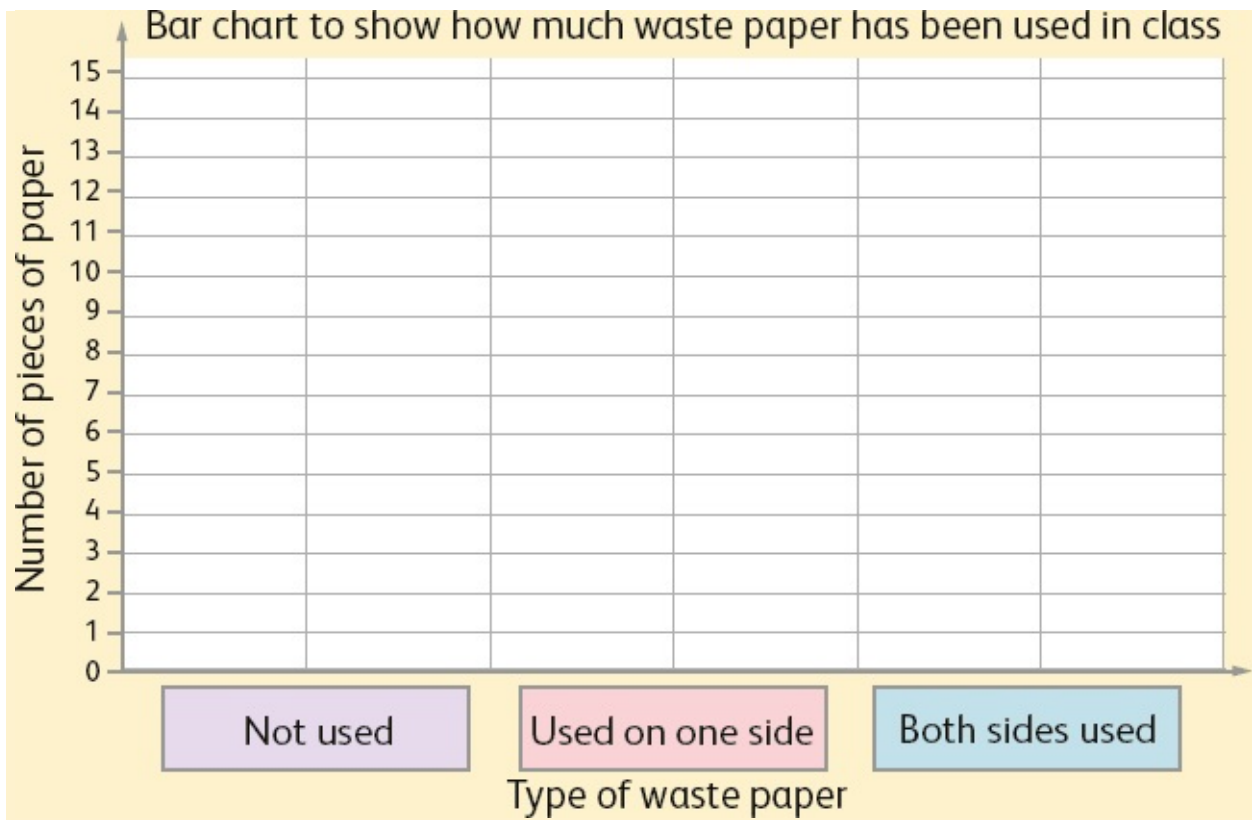 Bar chart to show how much waste paper has been used in class
Number of pieces of paper
15
14
13
12
11
10
9
8
7
6
5
4
3
2
1
0
Not used
Used on one side
Both sides used
Type of waste paper